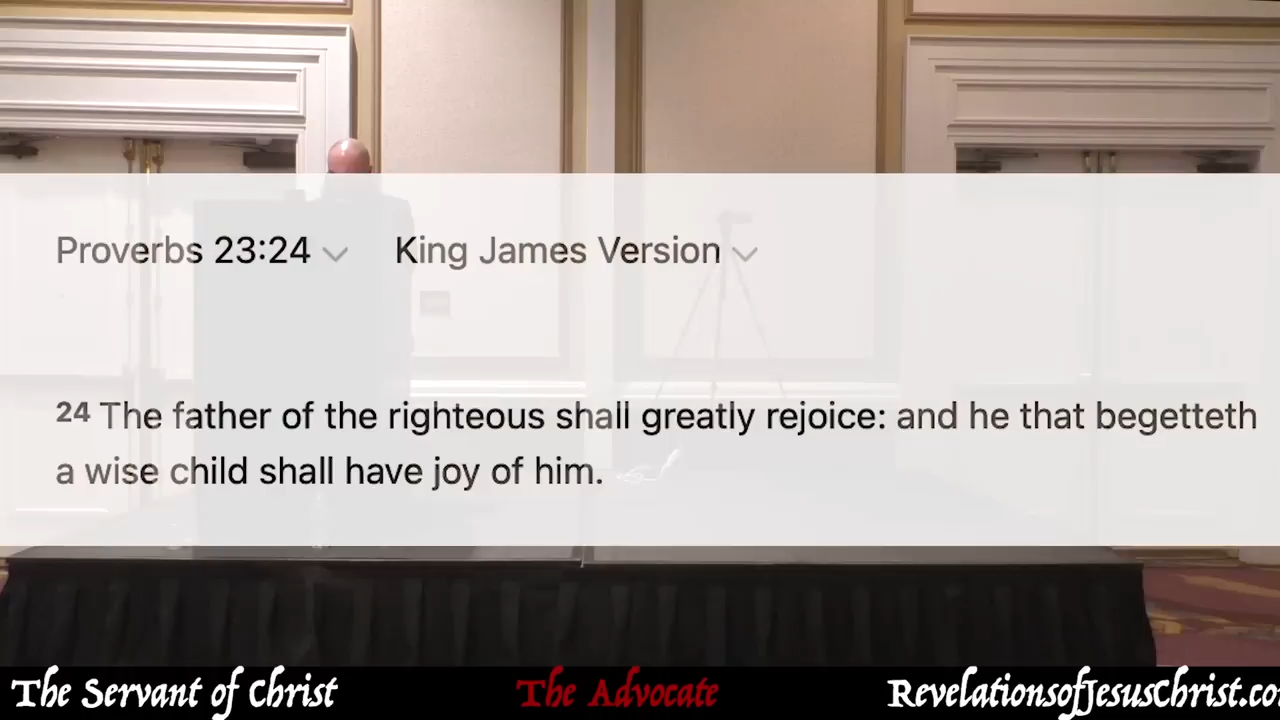 Proverbs 23:24 King James Version
24 The father of the righteous shall greatly rejoice: and he that begetteth
a wise child shall have joy of him.
The Servant of Christ The Advocate RevelationsofJesusChrist.co